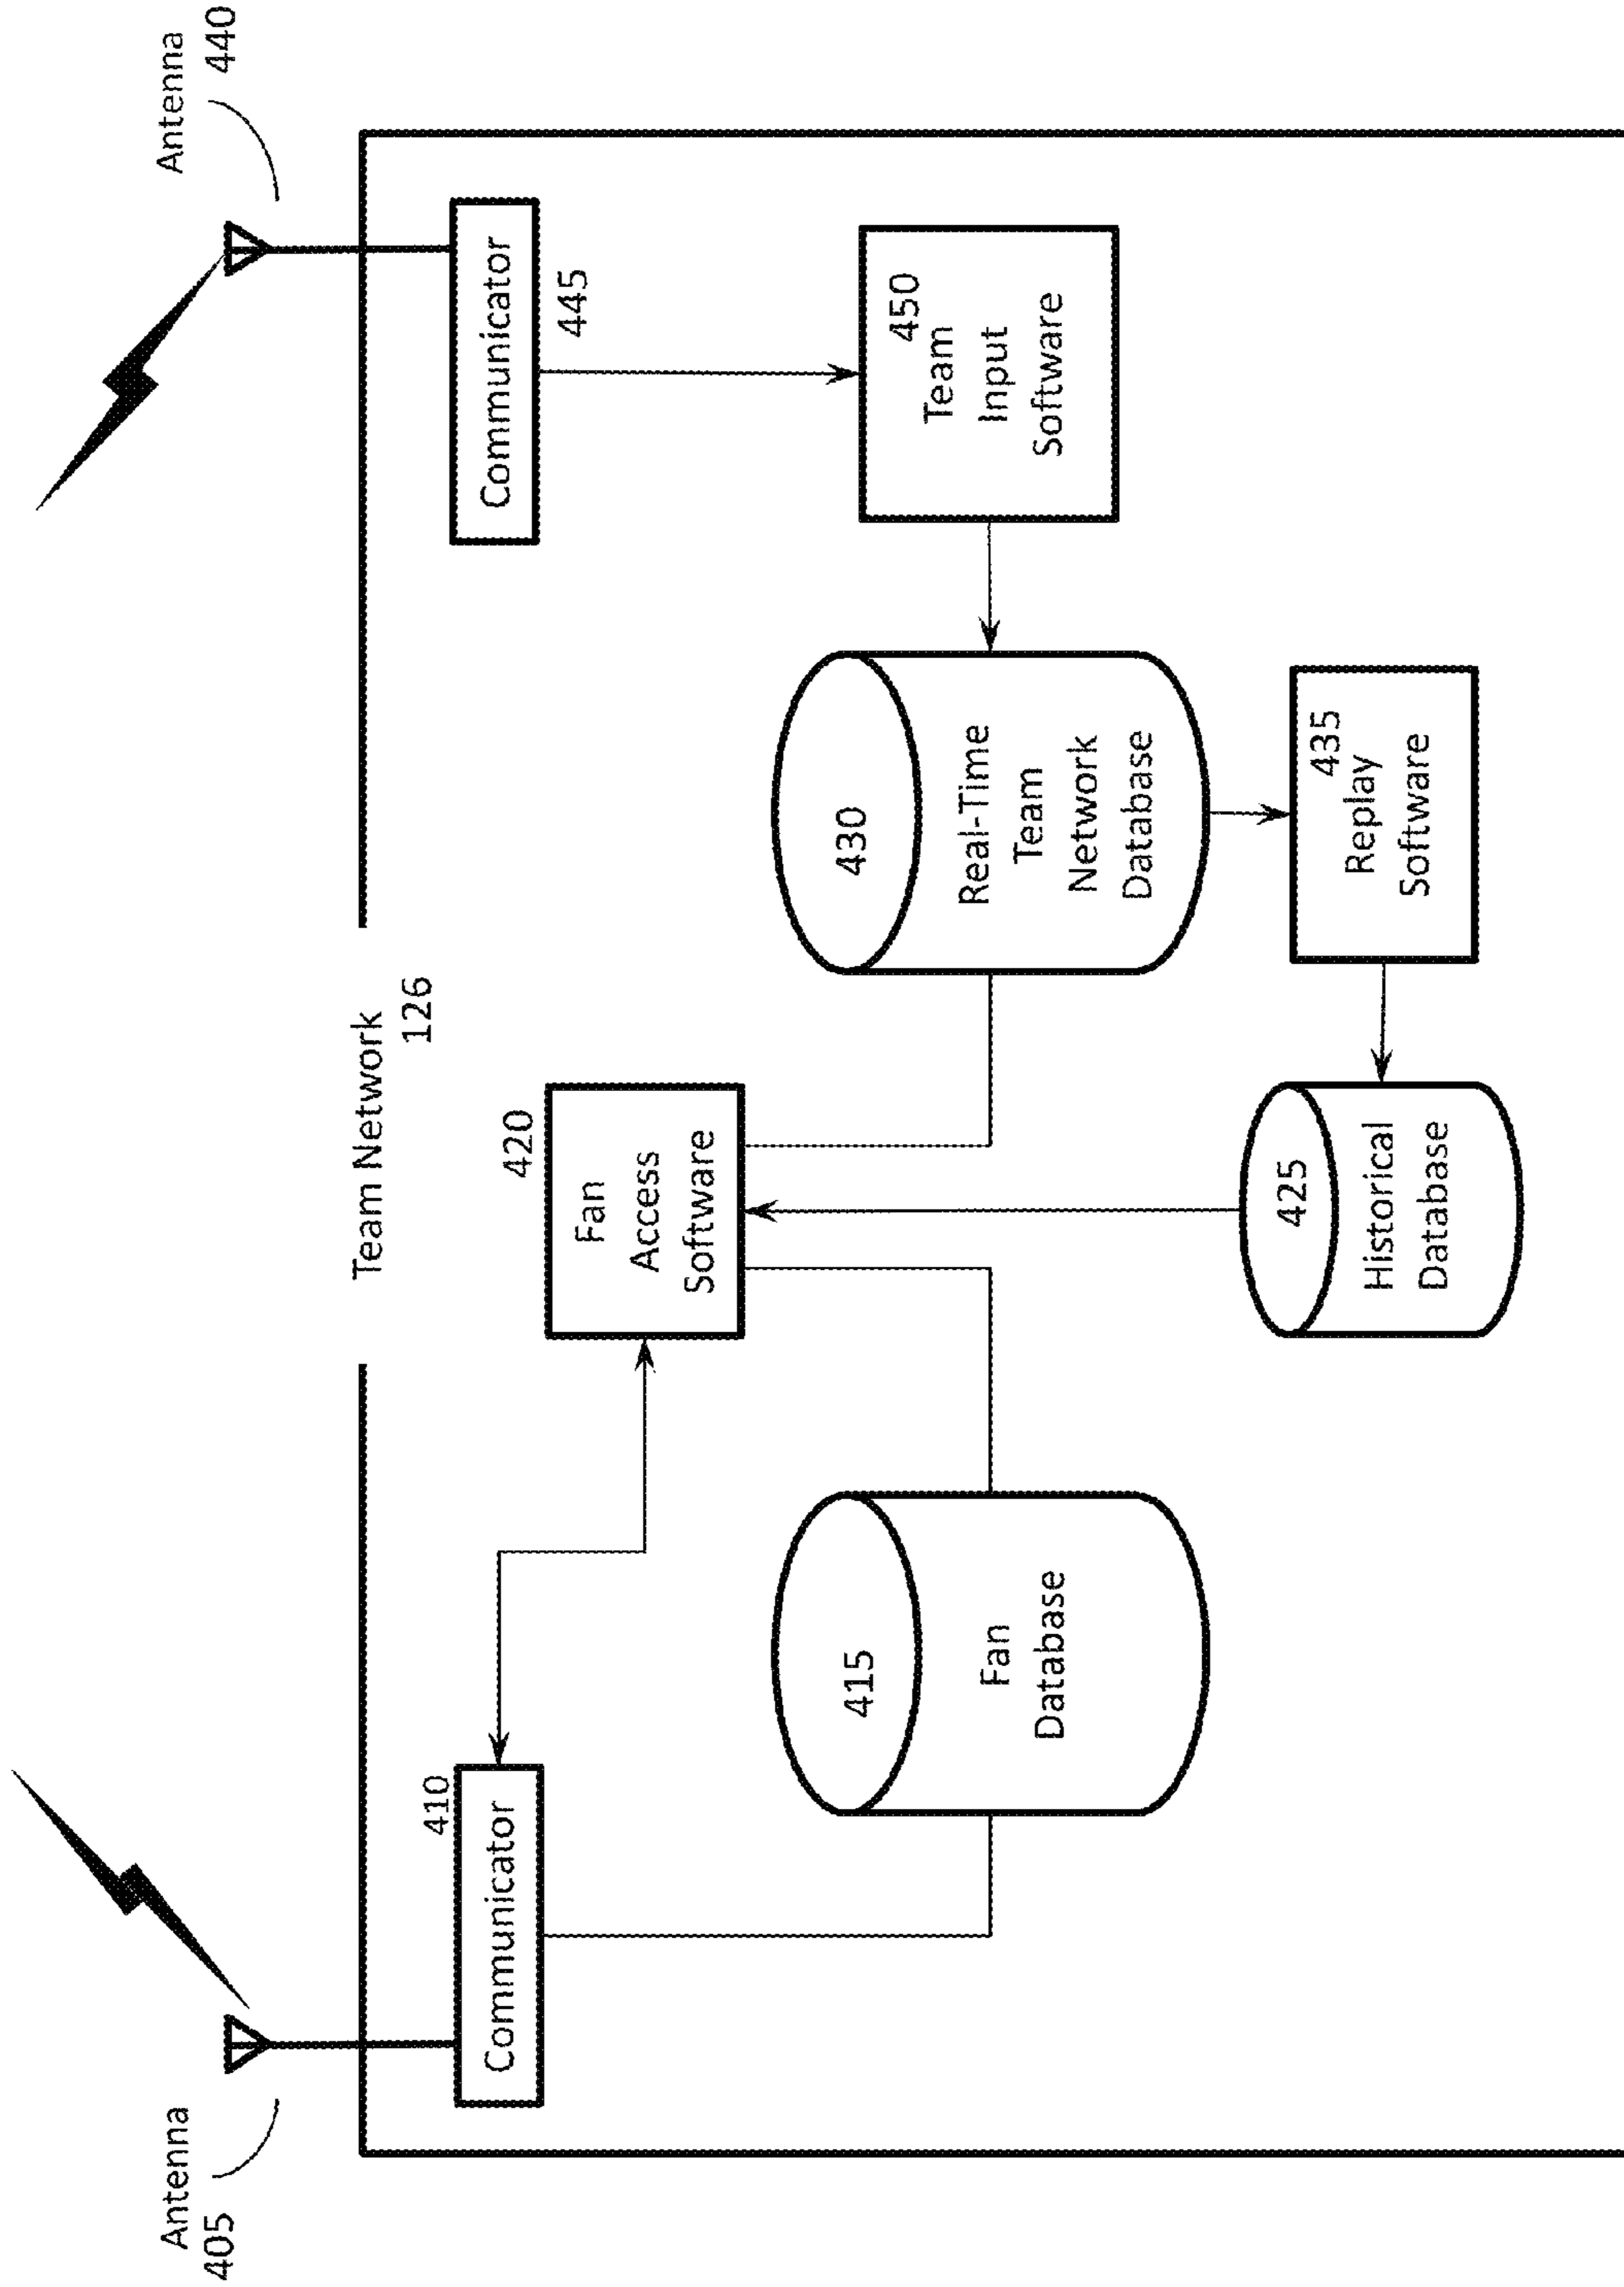 Antenna
405
Antenna
440
Team Network
126
410
Communicator
Communicator
445
420
Fan
Access
Software
450
Team
Input
Software
415
Fan
Database
430
Real-Time
Team
Network
Database
425
Historical
Database
435
Replay
Software